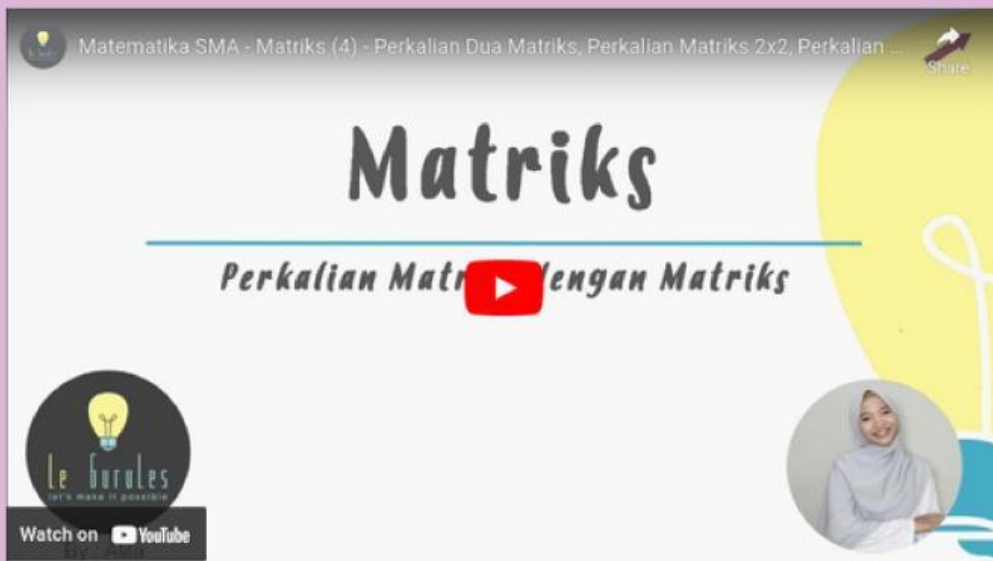 Matematika SMA - Matriks (4) - Perkalian Dua Matriks, Perkalian Matriks 2x2, Perkalian ...
Share
Matriks
Perkalian Matr dengan Matriks
Le GuruLes
let's make it possible
Watch on YouTube